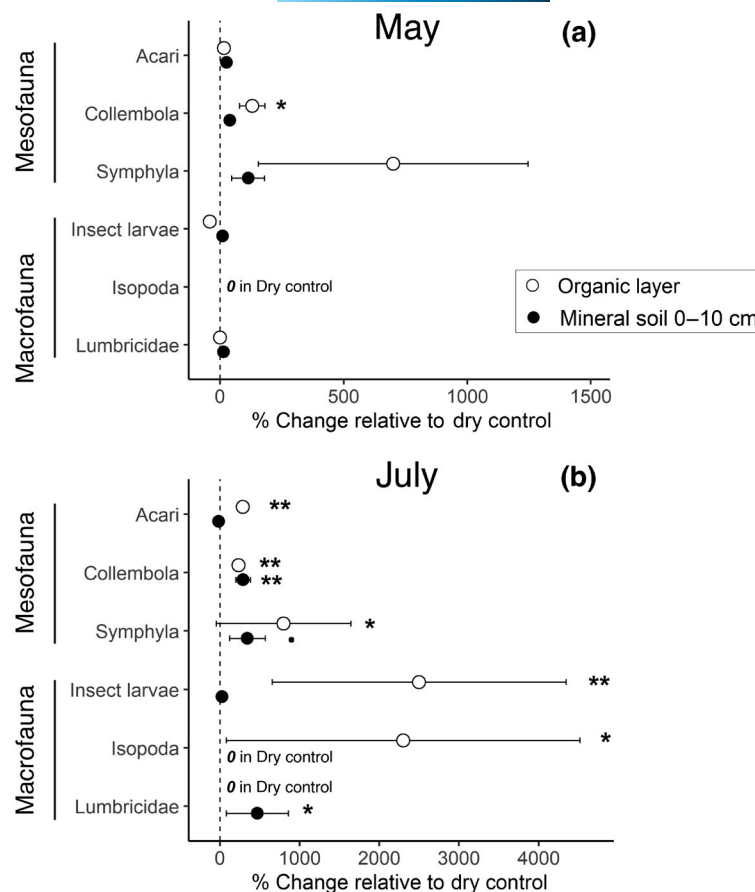 May
(a)
Mesofauna
Acari
Collembola
*
Symphyla
Macrofauna
Insect larvae
Isopoda
0 in Dry control
Lumbricidae
Organic layer
Mineral soil 0–10 cm
0 500 1000 1500
% Change relative to dry control
July
(b)
Mesofauna
Acari
**
Collembola
**
**
Symphyla
*
Macrofauna
Insect larvae
**
Isopoda
*
0 in Dry control
0 in Dry control
Lumbricidae
*
0 1000 2000 3000 4000
% Change relative to dry control